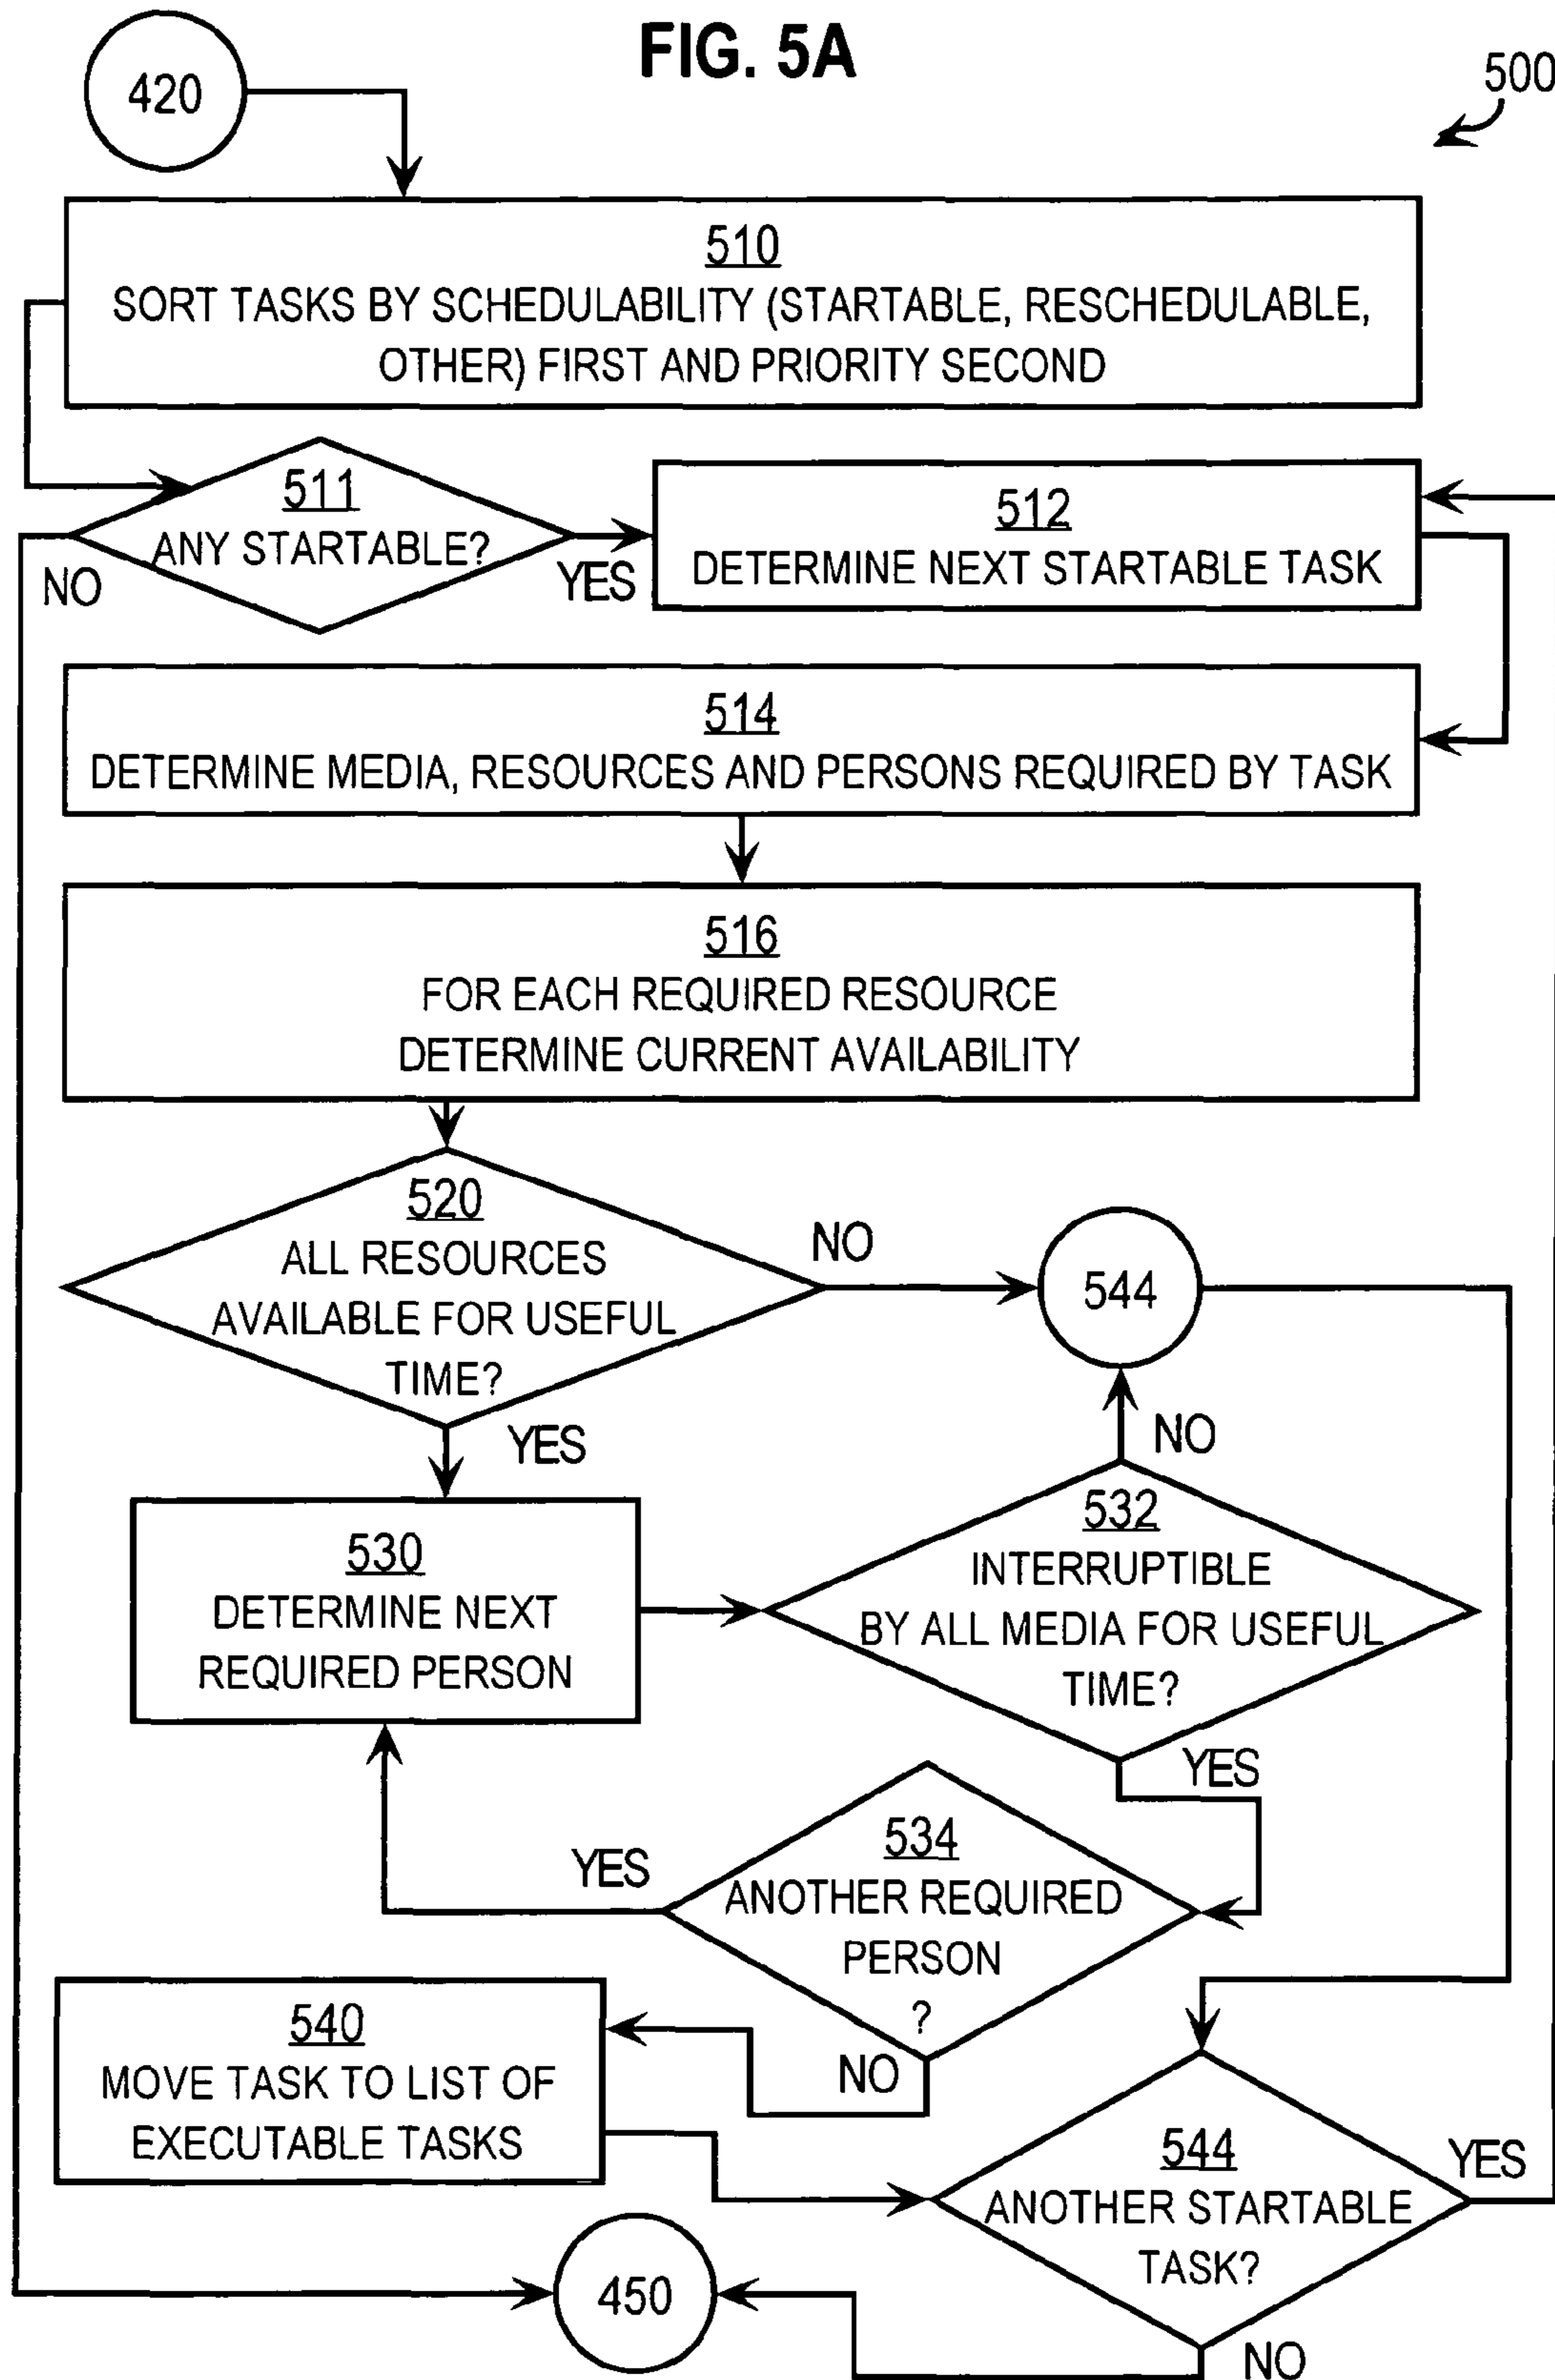 FIG. 5A
500
420
510
SORT TASKS BY SCHEDULABILITY (STARTABLE, RESCHEDULABLE,
OTHER) FIRST AND PRIORITY SECOND
511
ANY STARTABLE?
NO
YES
512
DETERMINE NEXT STARTABLE TASK
514
DETERMINE MEDIA, RESOURCES AND PERSONS REQUIRED BY TASK
516
FOR EACH REQUIRED RESOURCE
DETERMINE CURRENT AVAILABILITY
520
ALL RESOURCES
AVAILABLE FOR USEFUL
TIME?
NO
544
YES
NO
530
DETERMINE NEXT
REQUIRED PERSON
532
INTERRUPTIBLE
BY ALL MEDIA FOR USEFUL
TIME?
YES
534
ANOTHER REQUIRED
PERSON
?
YES
NO
540
MOVE TASK TO LIST OF
EXECUTABLE TASKS
544
ANOTHER STARTABLE
TASK?
YES
NO
450